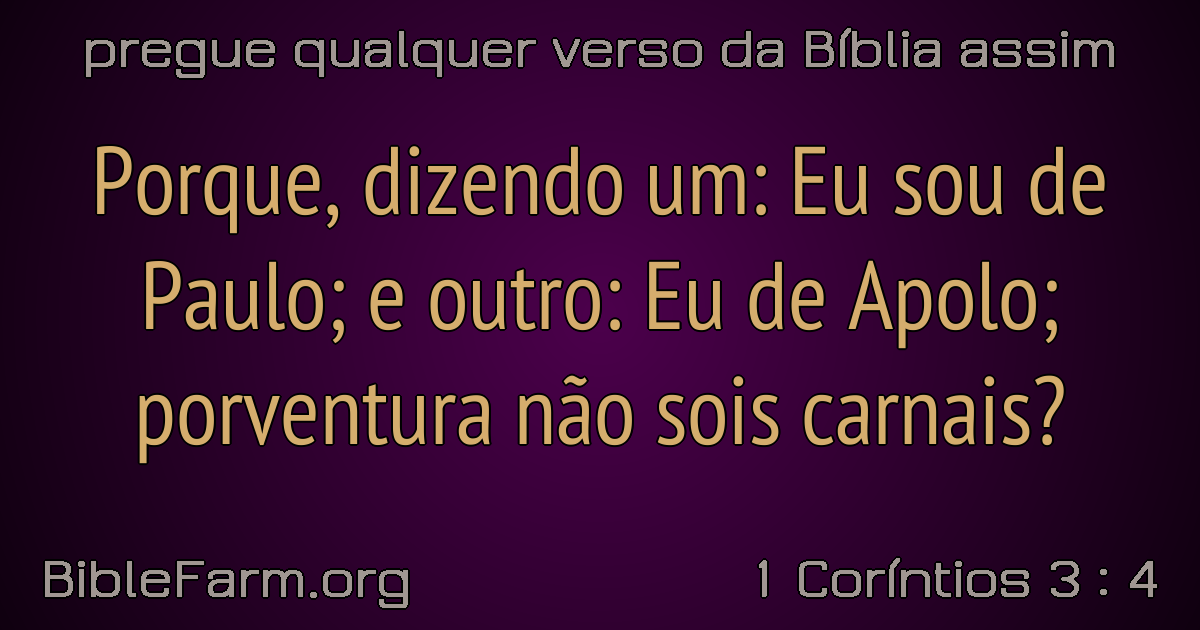 pregue qualquer verso da Bíblia assim
Porque, dizendo um: Eu sou de
Paulo; e outro: Eu de Apolo;
porventura não sois carnais?
BibleFarm.org
1 Coríntios 3 : 4